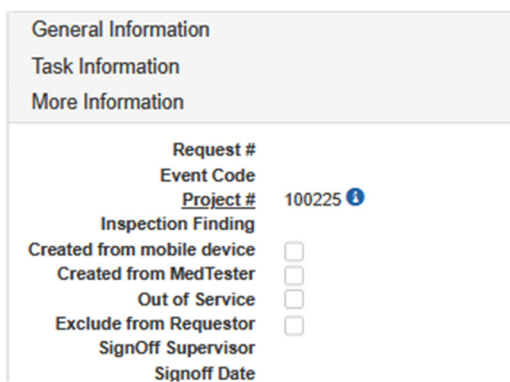 General Information
Task Information
More Information
Request #
Event Code
Project # 100225
Inspection Finding
Created from mobile device
Created from MedTester
Out of Service
Exclude from Requestor
SignOff Supervisor
Signoff Date